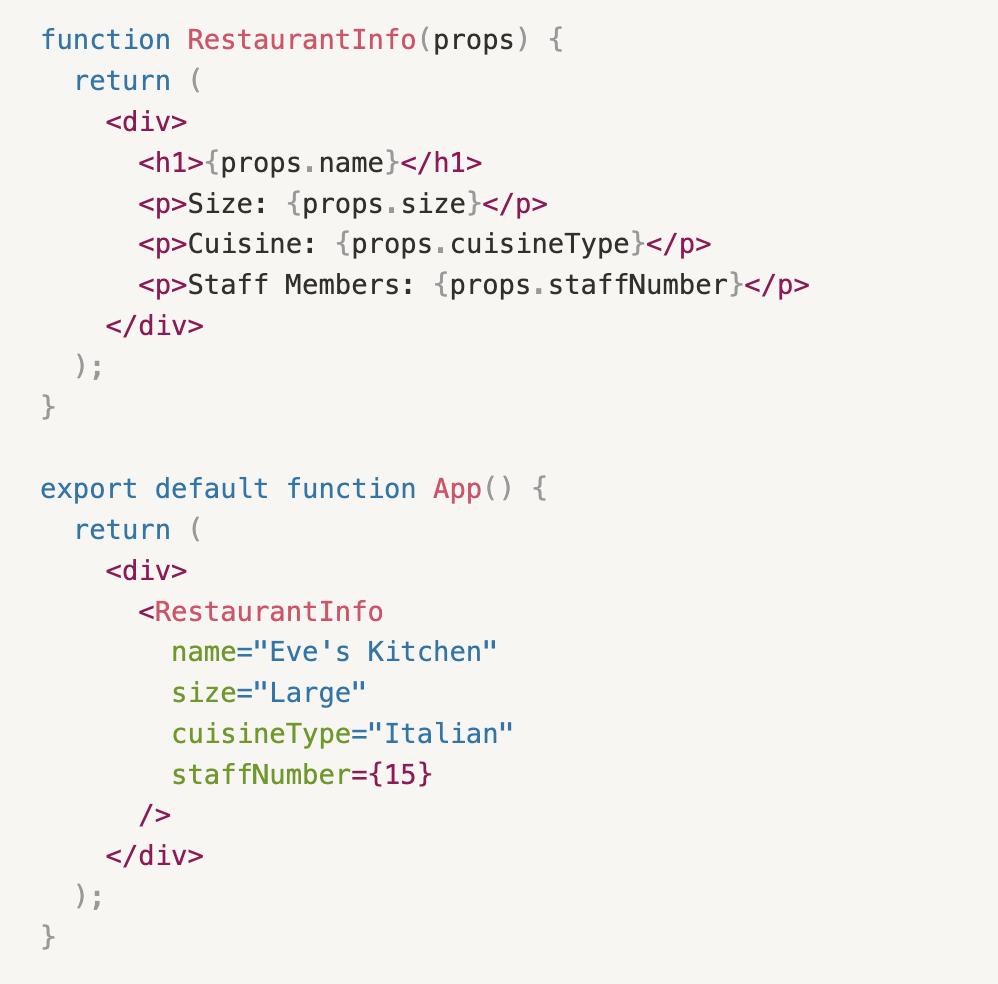 function RestaurantInfo(props) {
  return (
    <div>
      <h1>{props.name}</h1>
      <p>Size: {props.size}</p>
      <p>Cuisine: {props.cuisineType}</p>
      <p>Staff Members: {props.staffNumber}</p>
    </div>
  );
}

export default function App() {
  return (
    <div>
      <RestaurantInfo
        name="Eve's Kitchen"
        size="Large"
        cuisineType="Italian"
        staffNumber={15}
      />
    </div>
  );
}